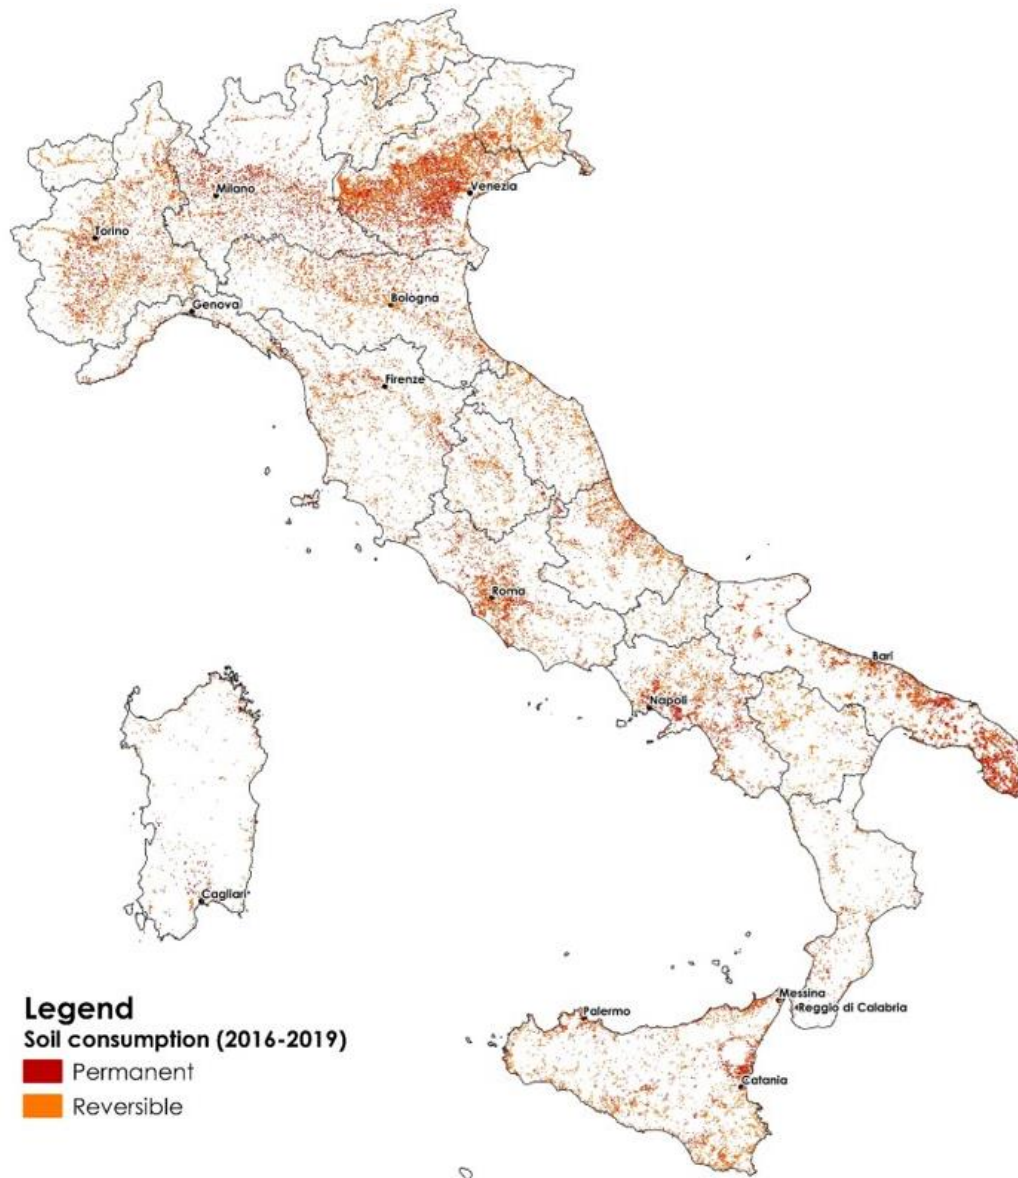 Milano
Venezia
Torino
Genova
Bologna
Firenze
Roma
Bari
Napoli
Cagliari
Messina
Reggio di Calabria
Palermo
Catania
Legend
Soil consumption (2016-2019)
Permanent
Reversible